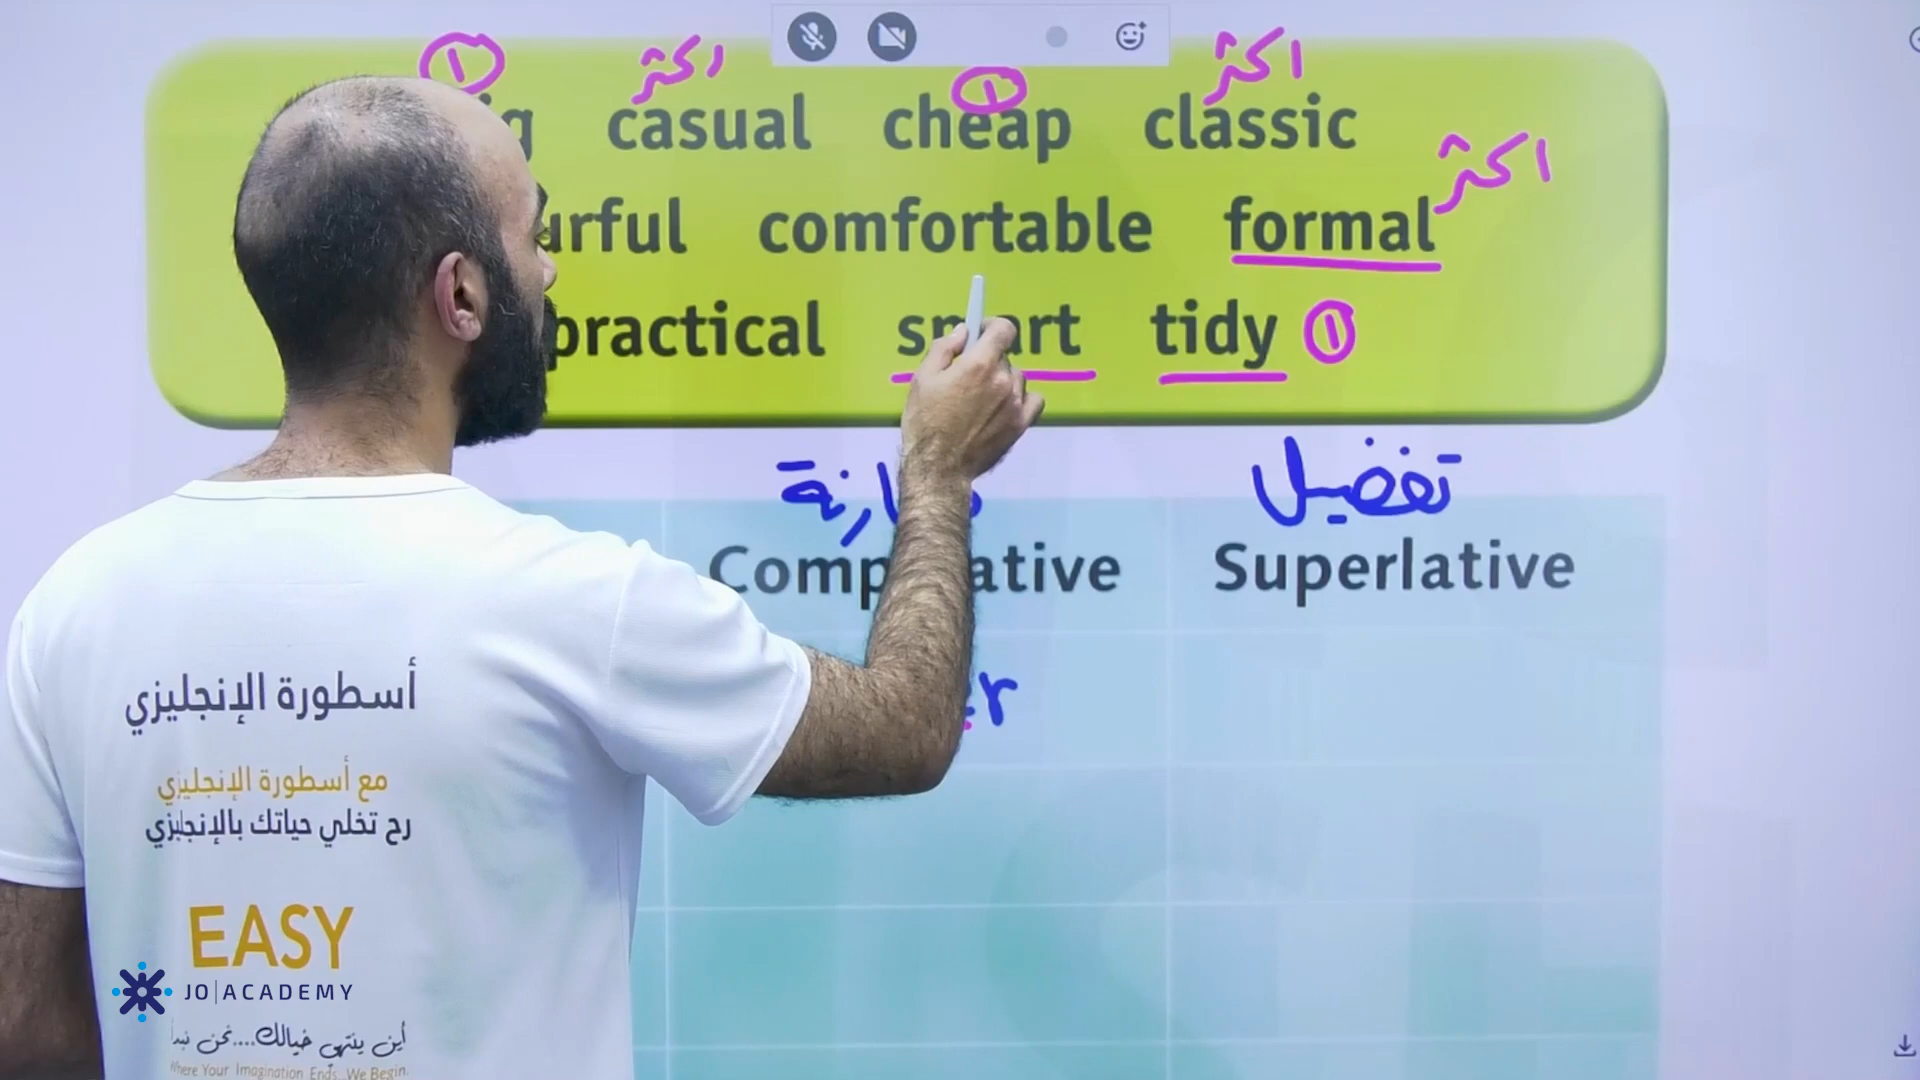 ١ اكثر ١ اكثر
casual cheap classic
اكثر
comfortable formal
practical smart tidy ١
تفضيل
Superlative
أسطورة الإنجليزي
مع أسطورة الإنجليزي
رح تخلي حياتك بالإنجليزي
EASY
JO ACADEMY
أين ينتهي خيالك....نحن نبدأ
Where Your Imagination Ends..We Begin.